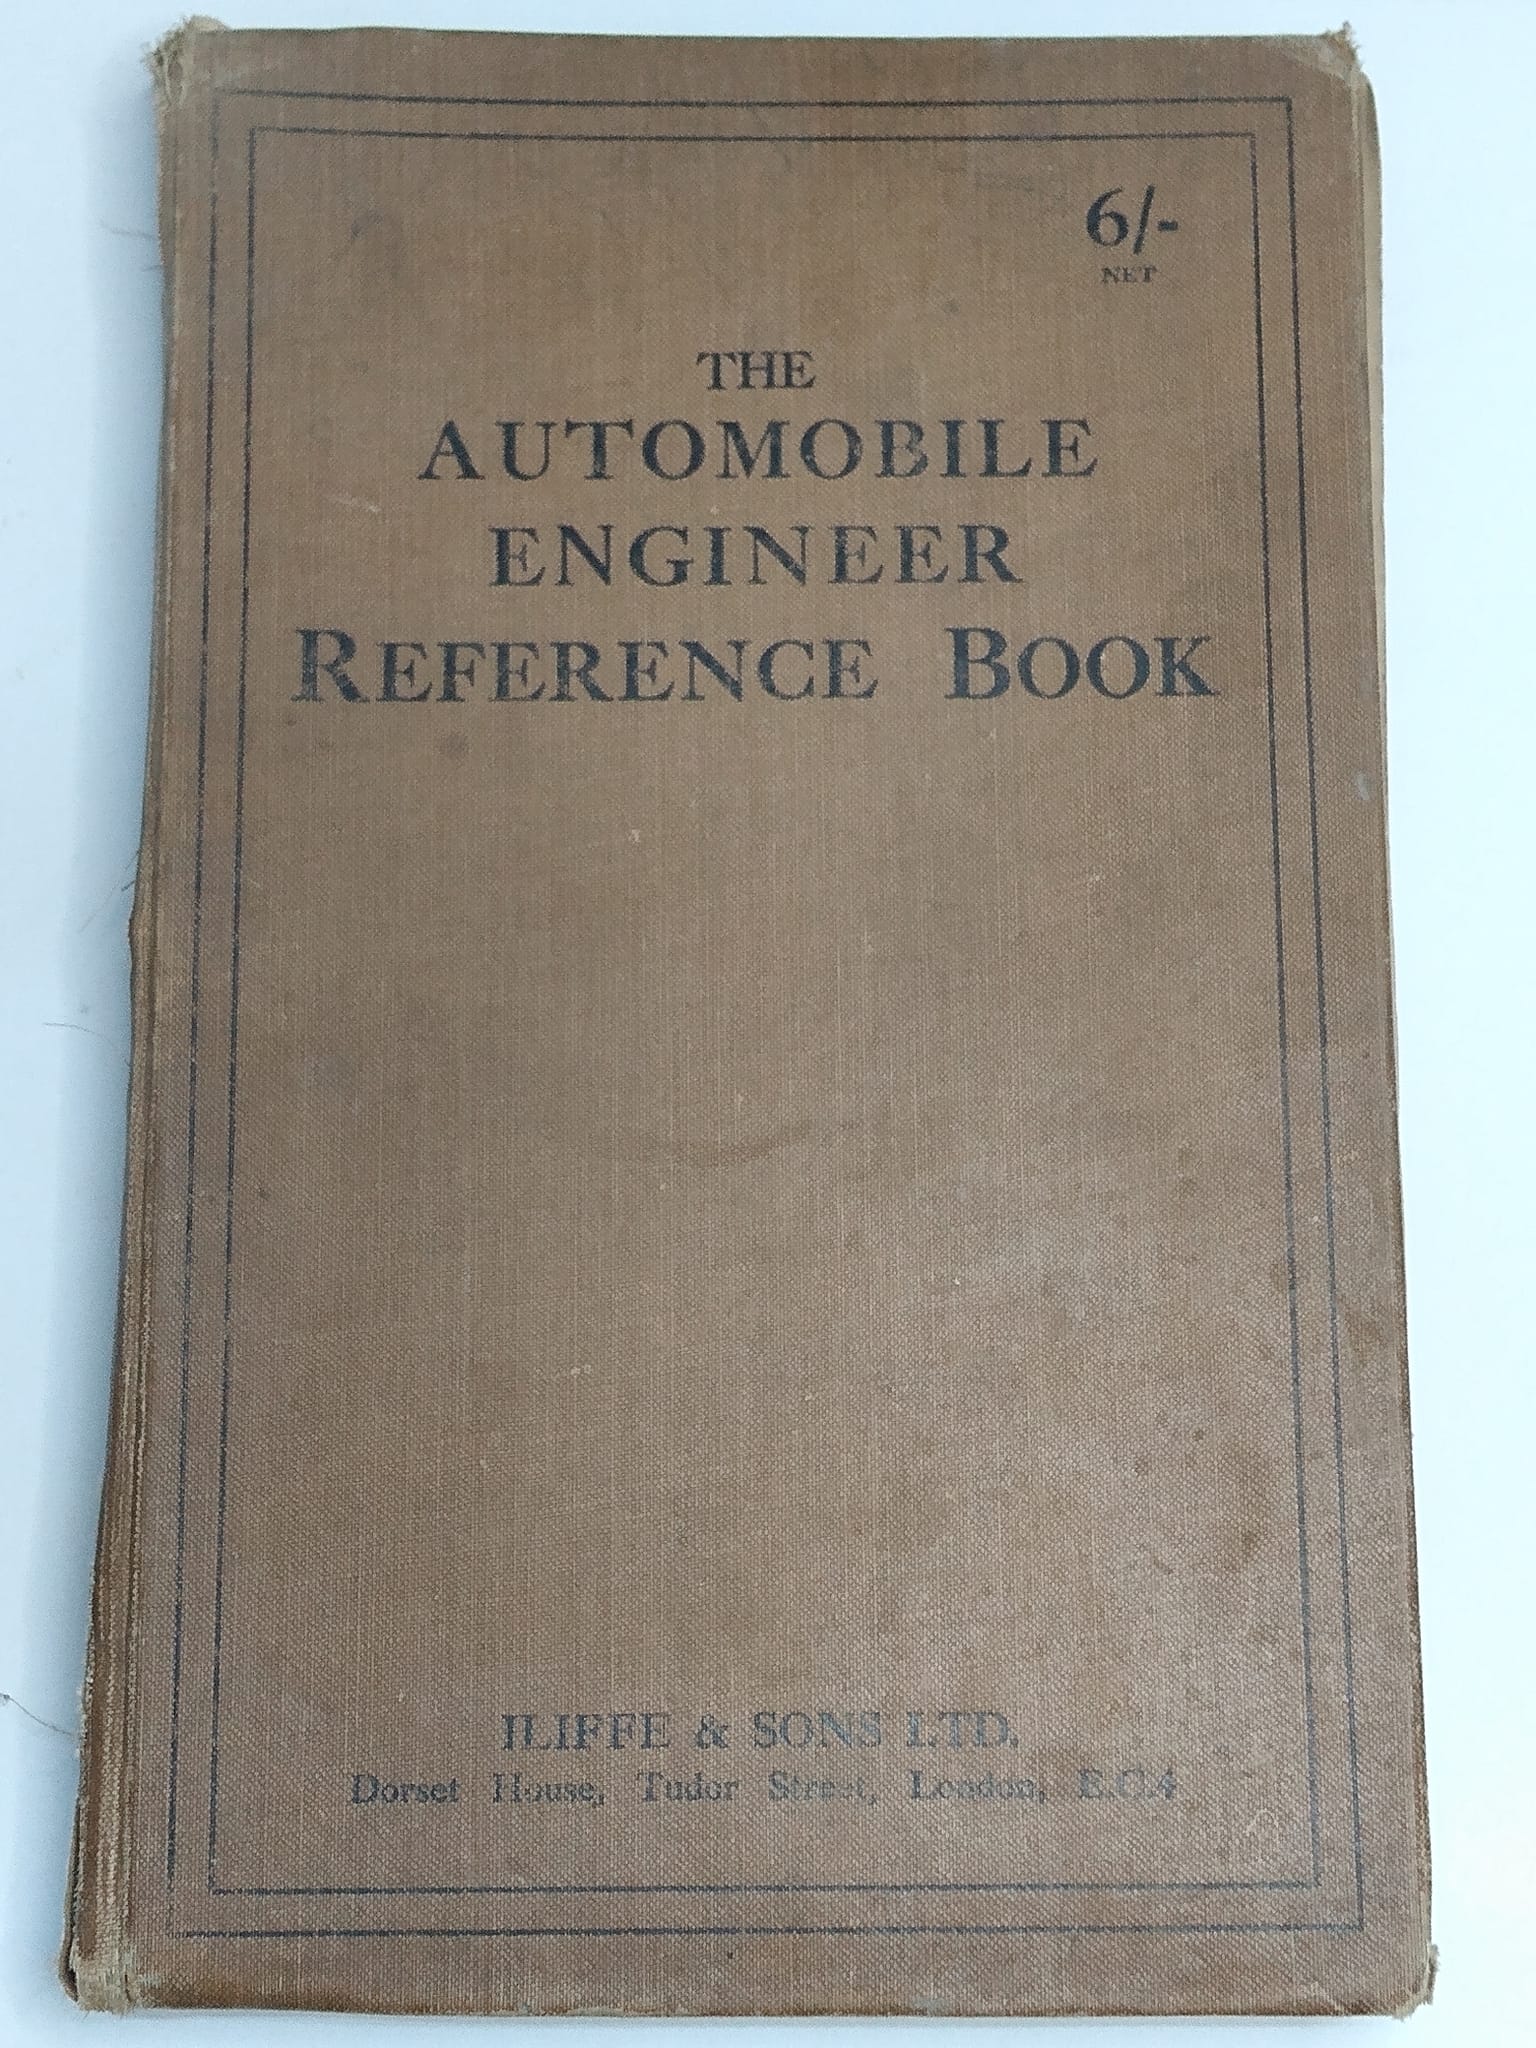 6/-
NET
THE
AUTOMOBILE
ENGINEER
REFERENCE BOOK
ILIFFE & SONS LTD.
Dorset House, Tudor Street, London, E.C.4